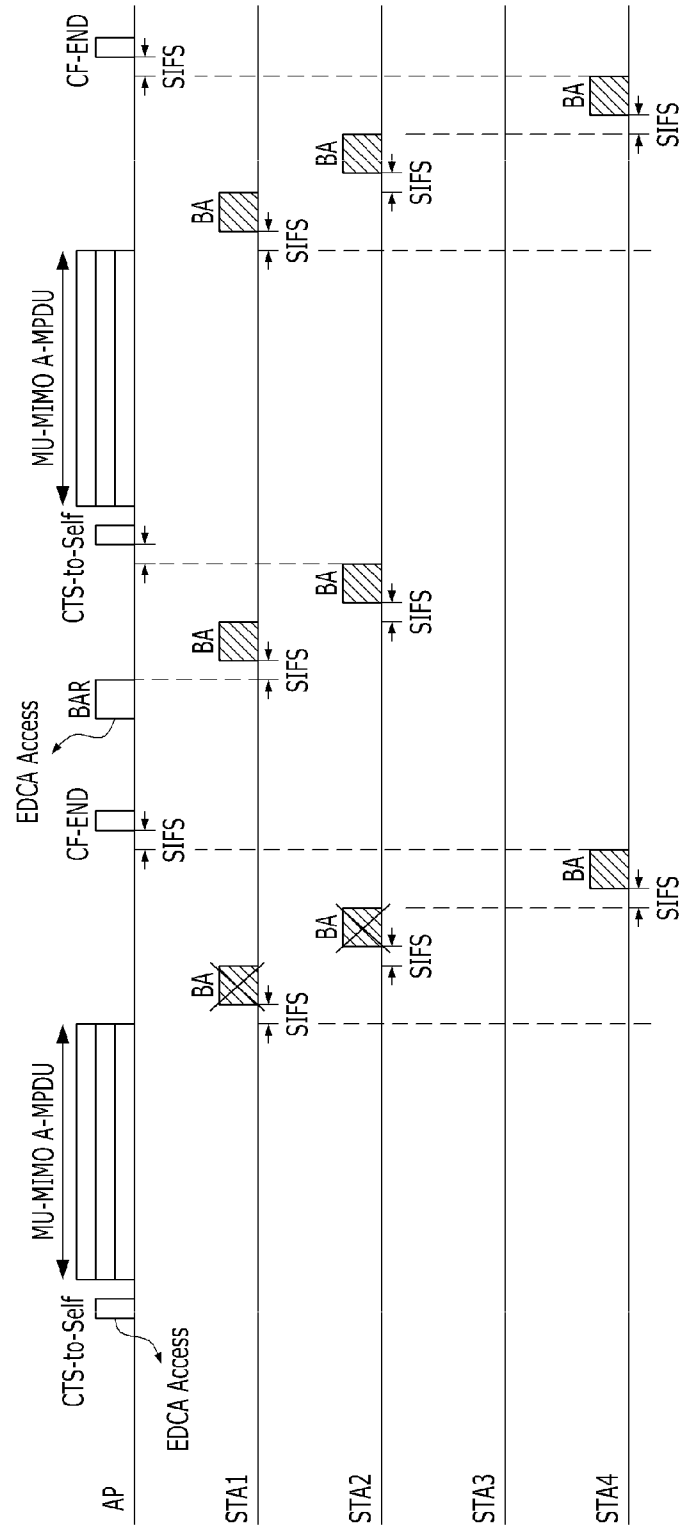 AP
CTS-to-Self
EDCA Access
MU-MIMO A-MPDU
CF-END
SIFS
EDCA Access
BAR
CTS-to-Self
MU-MIMO A-MPDU
CF-END
SIFS
STA1
BA
SIFS
BA
SIFS
BA
SIFS
STA2
BA
SIFS
BA
SIFS
BA
SIFS
STA3
STA4
BA
SIFS
BA
SIFS